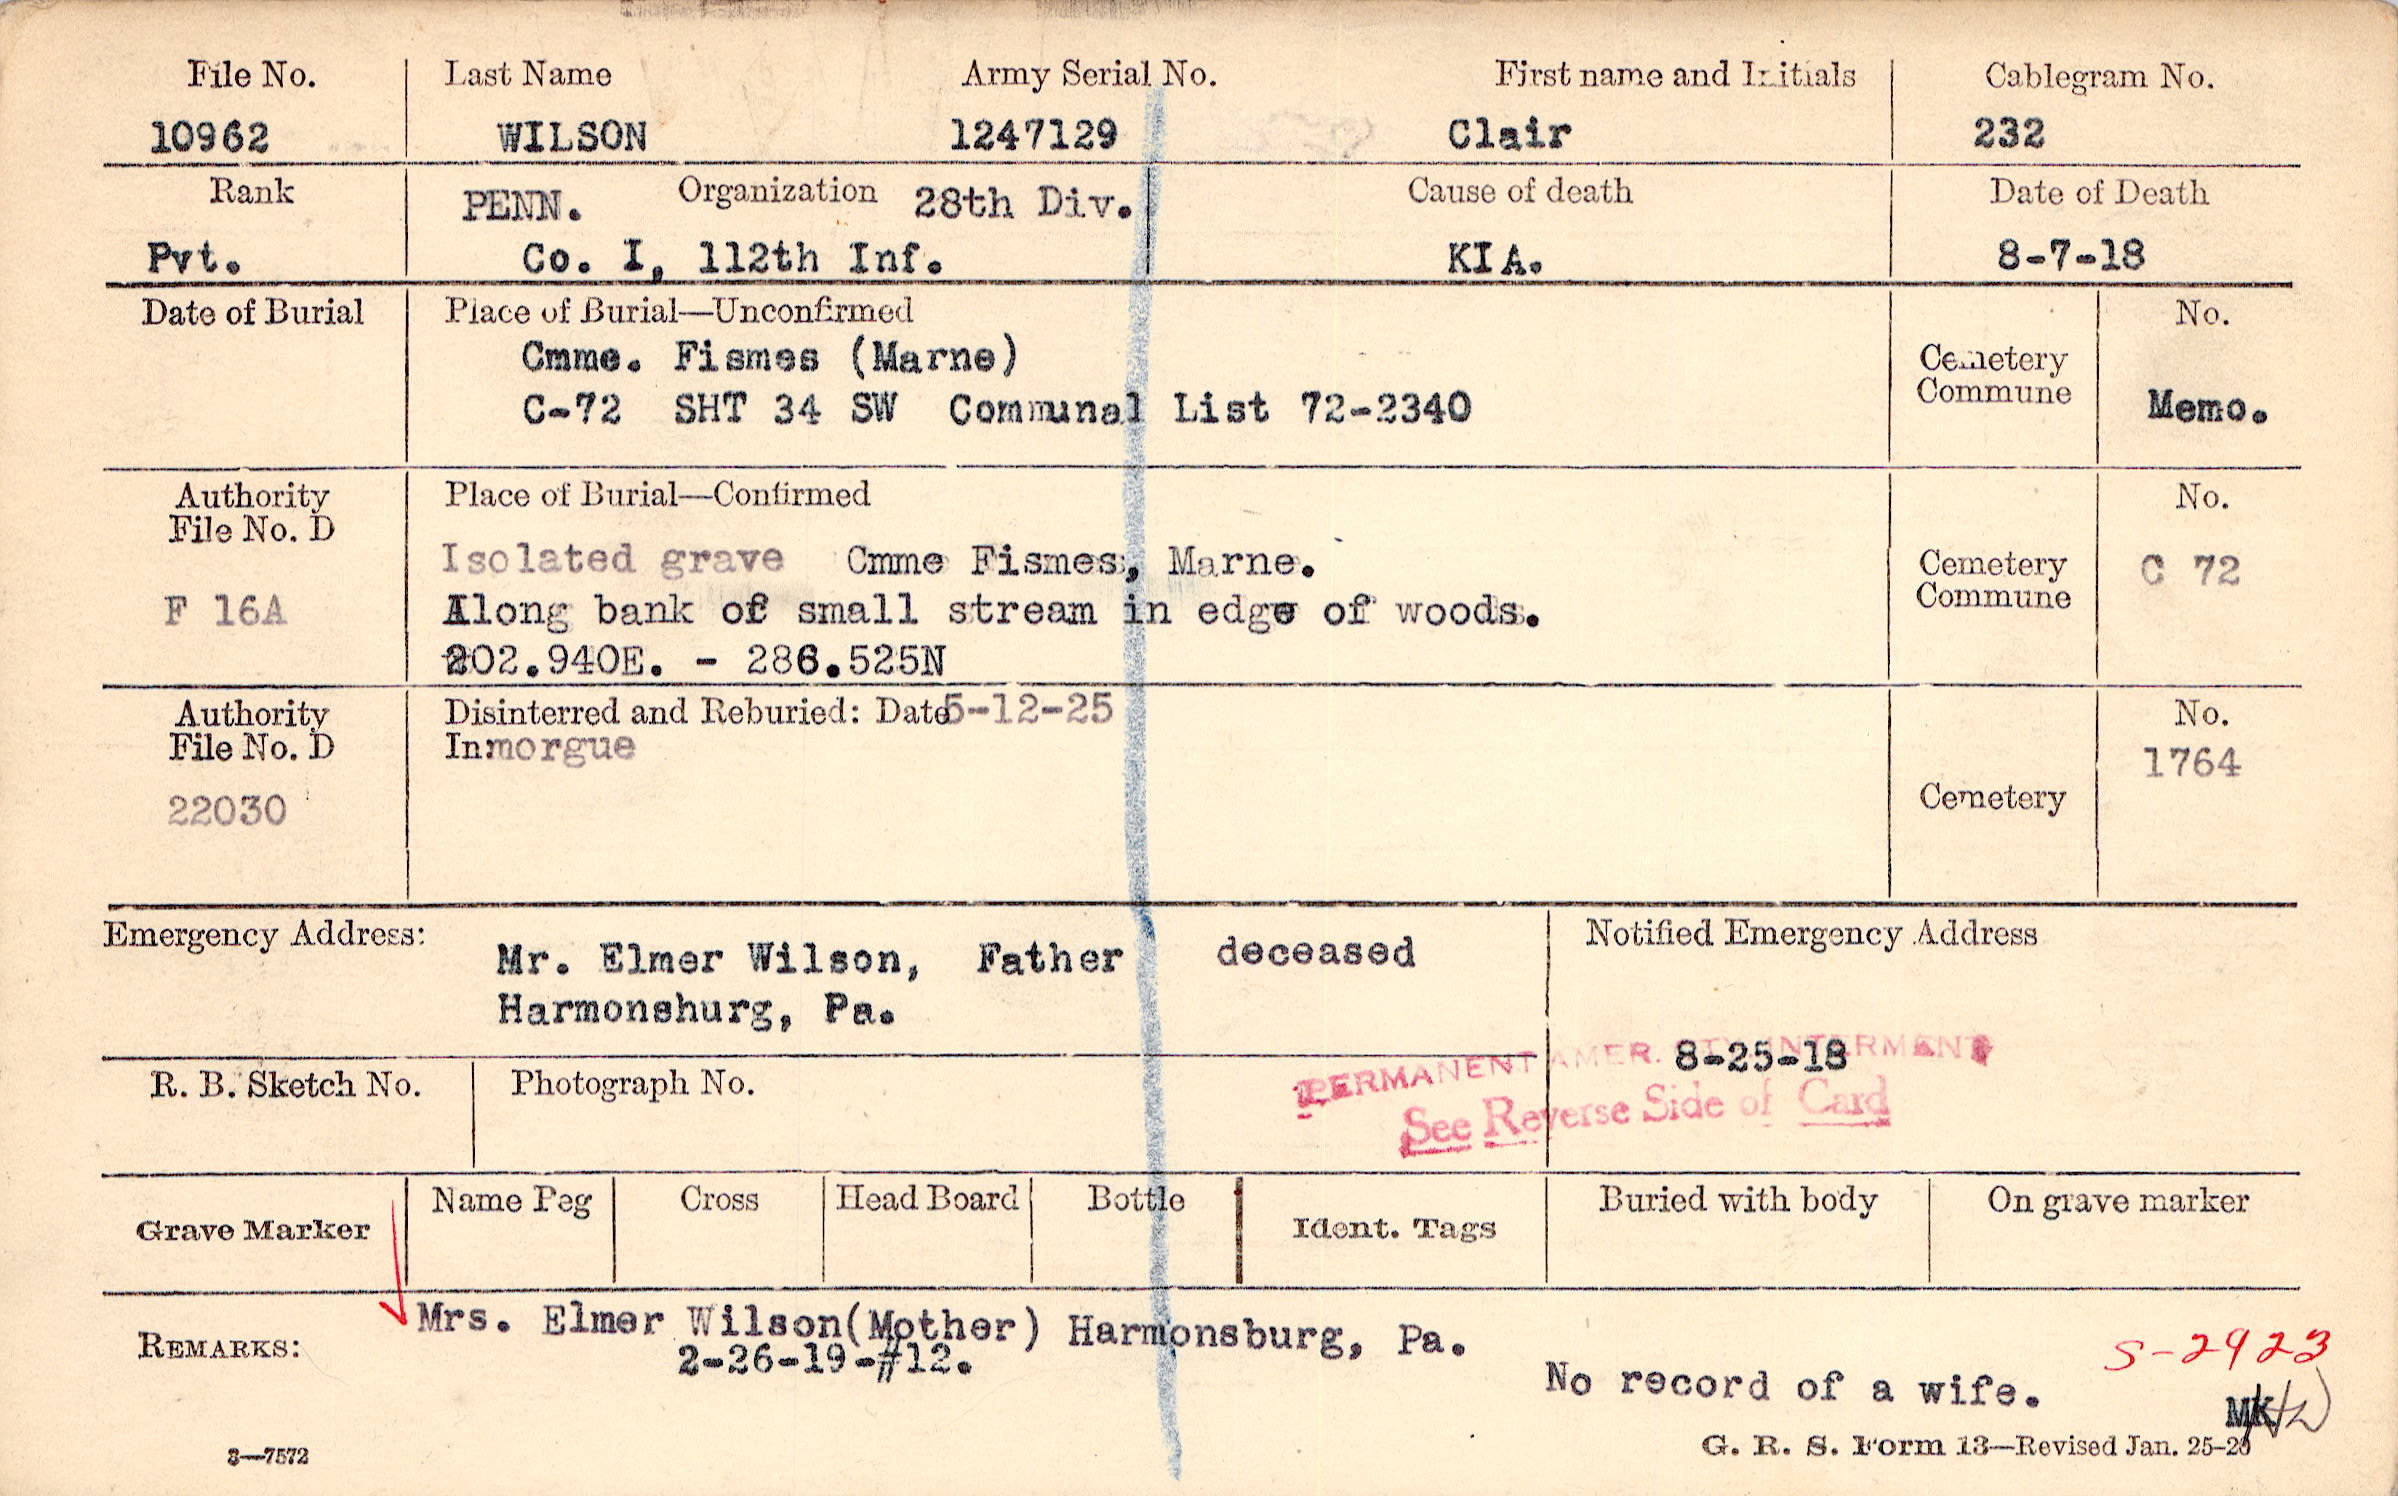 File No. Last Name Army Serial No. First name and Initials Cablegram No.
10962 WILSON 1247129 Clair 232
Rank PENN. Organization 28th Div. Cause of death Date of Death
Pvt. Co. I, 112th Inf. KIA. 8-7-18
Date of Burial Place of Burial—Unconfirmed No.
Cmme. Fismes (Marne) Cemetery
Commune Memo.
C-72 SHT 34 SW Communal List 72-2340
Authority Place of Burial—Confirmed No.
File No. D
Isolated grave Cmme Fismes, Marne. Cemetery C 72
Commune
F 16A Along bank of small stream in edge of woods.
202.940E. - 286.525N
Authority Disinterred and Reburied: Date 5-12-25 No.
File No. D In morgue 1764
22030 Cemetery
Emergency Address: Notified Emergency Address
Mr. Elmer Wilson, Father deceased
Harmonshurg, Pa.
8-25-18
PERMANENT AMER. CTY INTERMENT
R. B. Sketch No. Photograph No.
See Reverse Side of Card
Name Peg Cross Head Board Bottle Buried with body On grave marker
Grave Marker Ident. Tags
Mrs. Elmer Wilson(Mother) Harmonsburg, Pa.
REMARKS: 2-26-19-#12.
S-2923
No record of a wife.
MK
G. R. S. Form 13—Revised Jan. 25-26
3—7572